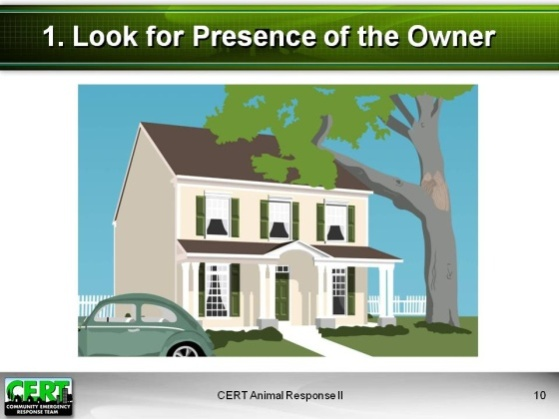 1. Look for Presence of the Owner
CERT
COMMUNITY EMERGENCY
RESPONSE TEAM
CERT Animal Response II
10